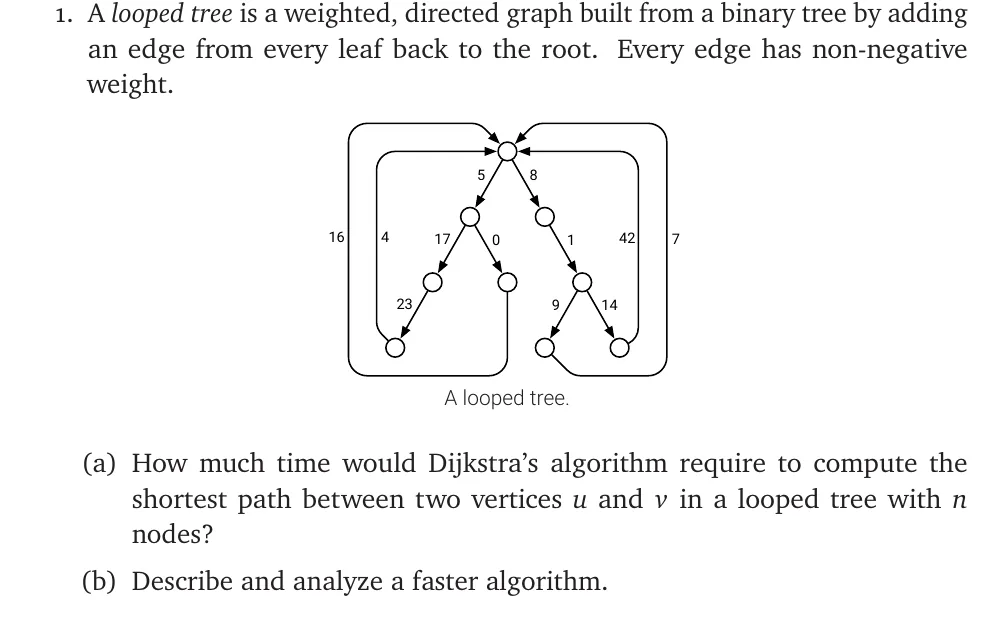 1. A looped tree is a weighted, directed graph built from a binary tree by adding
an edge from every leaf back to the root. Every edge has non-negative
weight.
5 8
16 4 17 0 1 42 7
23 9 14
A looped tree.
(a) How much time would Dijkstra’s algorithm require to compute the
shortest path between two vertices u and v in a looped tree with n
nodes?
(b) Describe and analyze a faster algorithm.